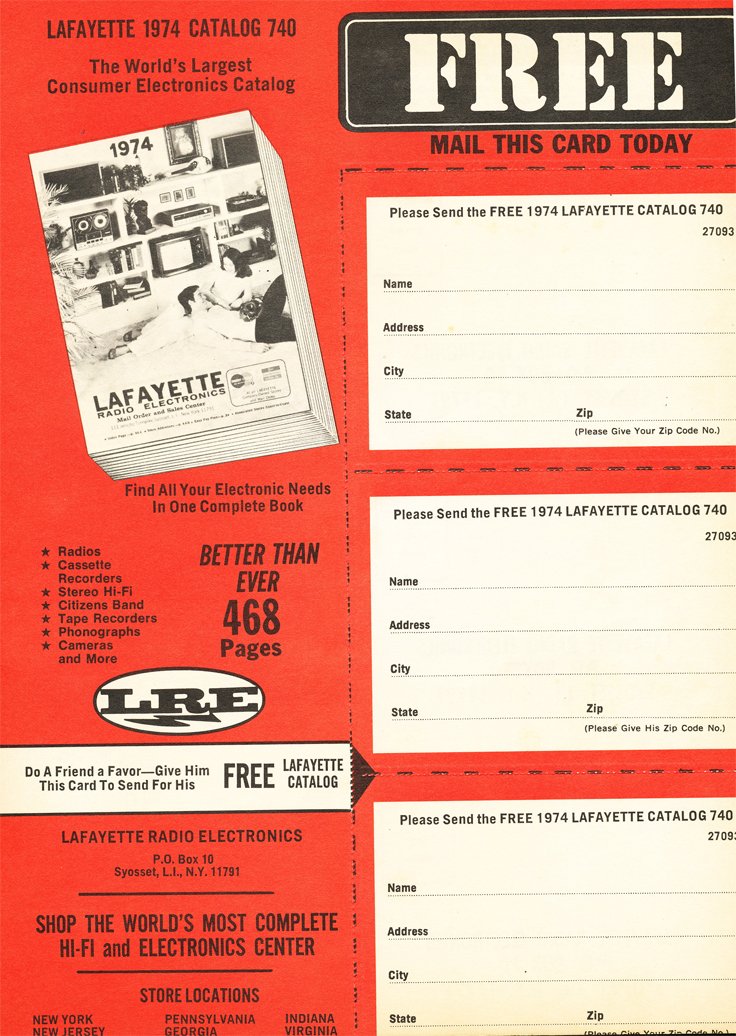 LAFAYETTE 1974 CATALOG 740
The World's Largest
Consumer Electronics Catalog
1974
LAFAYETTE
RADIO ELECTRONICS
Mail Order and Sales Center
Find All Your Electronic Needs
In One Complete Book
★ Radios
★ Cassette
Recorders
★ Stereo Hi-Fi
★ Citizens Band
★ Tape Recorders
★ Phonographs
★ Cameras
and More
BETTER THAN
EVER
468
Pages
LRE
Do A Friend a Favor—Give Him
This Card To Send For His
FREE
LAFAYETTE
CATALOG
LAFAYETTE RADIO ELECTRONICS
P.O. Box 10
Syosset, L.I., N.Y. 11791
SHOP THE WORLD'S MOST COMPLETE
HI-FI and ELECTRONICS CENTER
STORE LOCATIONS
NEW YORK PENNSYLVANIA INDIANA
NEW JERSEY GEORGIA VIRGINIA
FREE
MAIL THIS CARD TODAY
Please Send the FREE 1974 LAFAYETTE CATALOG 740
27093
Name
Address
City
State Zip
(Please Give Your Zip Code No.)
Please Send the FREE 1974 LAFAYETTE CATALOG 740
27093
Name
Address
City
State Zip
(Please Give His Zip Code No.)
Please Send the FREE 1974 LAFAYETTE CATALOG 740
27093
Name
Address
City
State Zip
(Please Give His Zip Code No.)